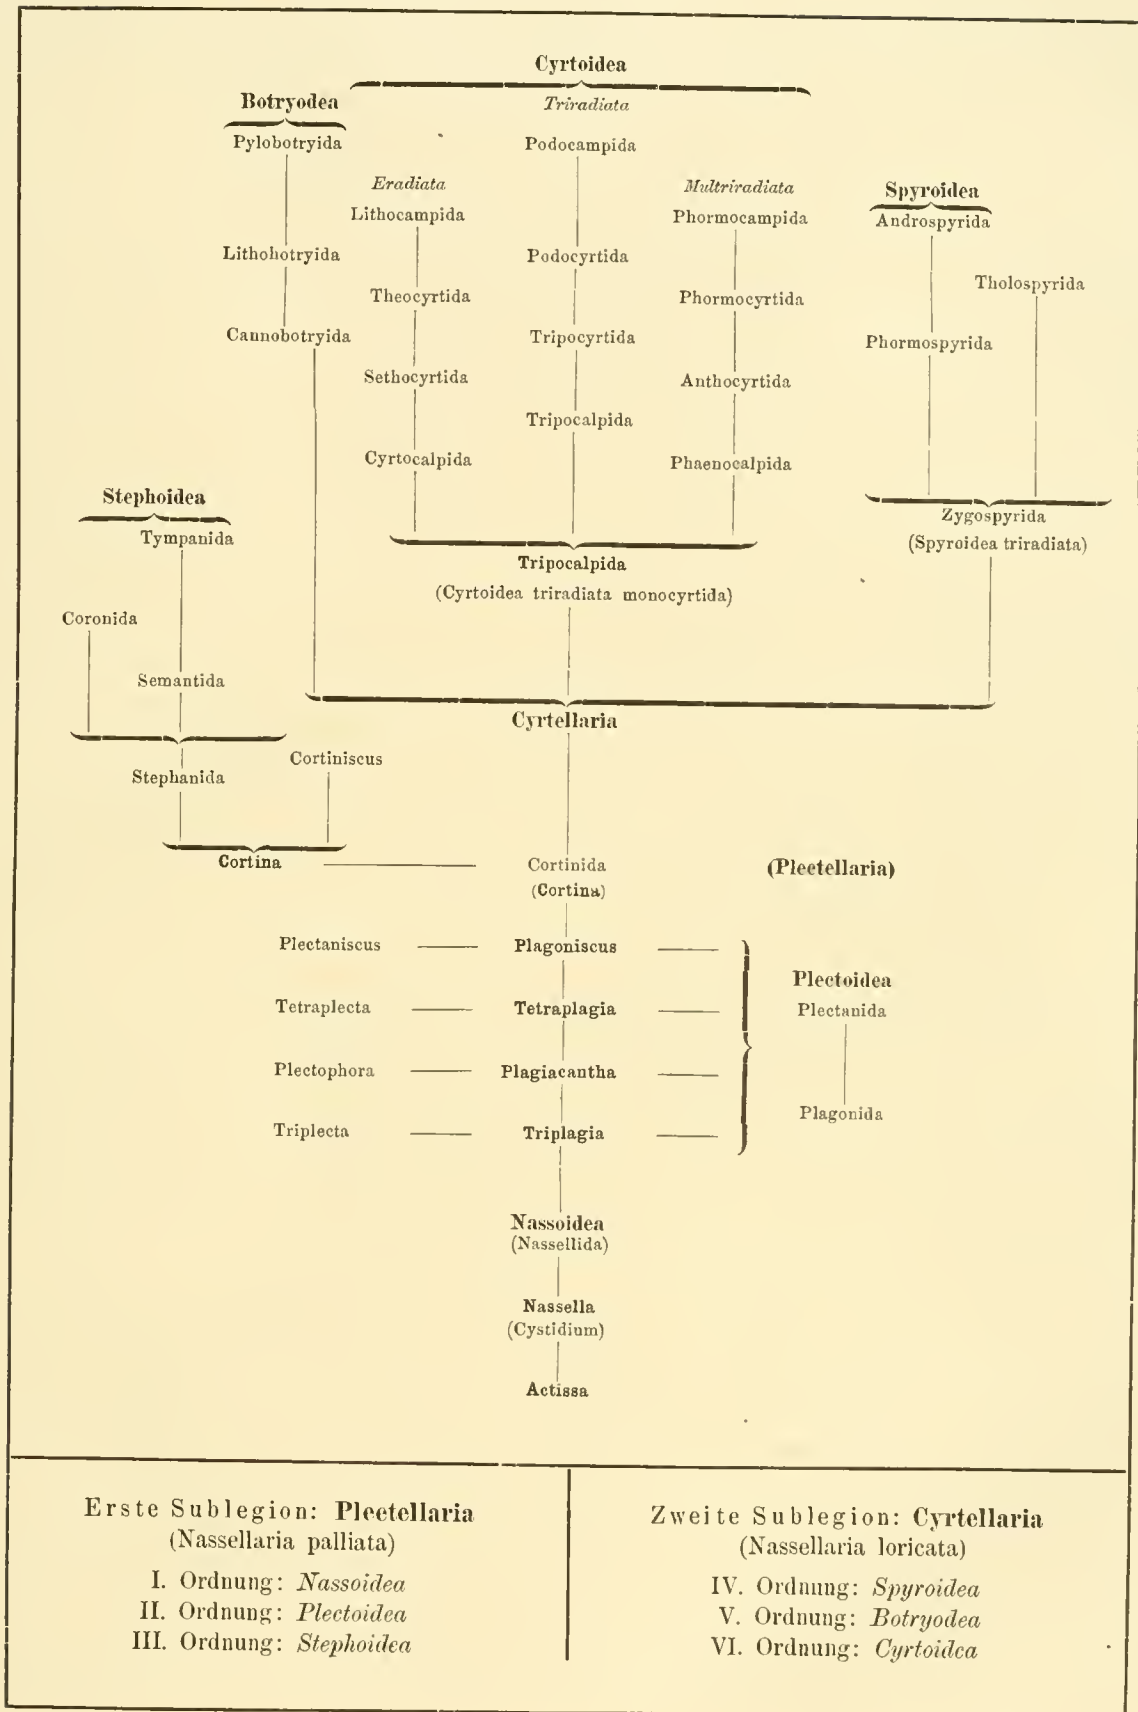 Cyrtoidea
Botryodea
Triradiata
Pylobotryida
Podocampida
Eradiata
Multriradiata
Spyroidea
Lithocampida
Phormocampida
Androspyrida
Lithobotryida
Podocyrtida
Tholospyrida
Theocyrtida
Phormocyrtida
Cannobotryida
Tripocyrtida
Phormospyrida
Sethocyrtida
Anthocyrtida
Tripocalpida
Cyrtocalpida
Phaenocalpida
Stephoidea
Zygospyrida
Tympanida
(Spyroidea triradiata)
Tripocalpida
(Cyrtoidea triradiata monocyrtida)
Coronida
Semantida
Cyrtellaria
Cortiniscus
Stephanida
Cortina
Cortinida
(Plectellaria)
(Cortina)
Plectaniscus
Plagoniscus
Plectoidea
Tetraplecta
Tetraplagia
Plectanida
Plectophora
Plagiacantha
Plagonida
Triplecta
Triplagia
Nassoidea
(Nassellida)
Nassella
(Cystidium)
Actissa
Erste Sublegion: Plectellaria
(Nassellaria palliata)
I. Ordnung: Nassoidea
II. Ordnung: Plectoidea
III. Ordnung: Stephoidea
Zweite Sublegion: Cyrtellaria
(Nassellaria loricata)
IV. Ordnung: Spyroidea
V. Ordnung: Botryodea
VI. Ordnung: Cyrtoidea